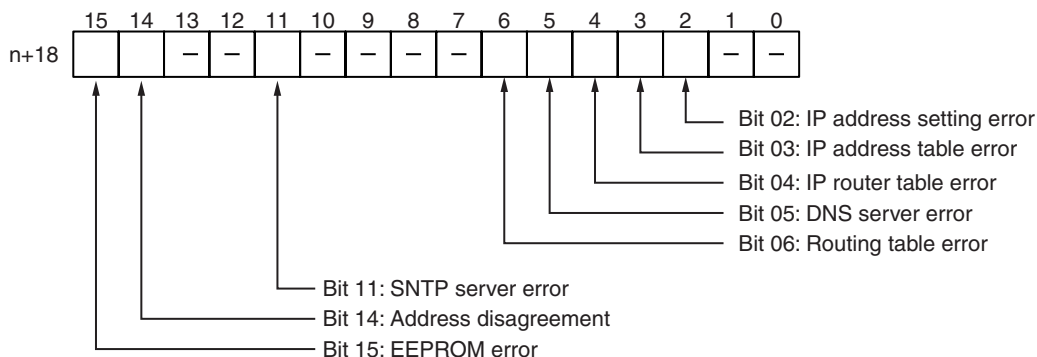 15 14 13 12 11 10 9 8 7 6 5 4 3 2 1 0
n+18 – – – – – – – –
Bit 02: IP address setting error
Bit 03: IP address table error
Bit 04: IP router table error
Bit 05: DNS server error
Bit 06: Routing table error
Bit 11: SNTP server error
Bit 14: Address disagreement
Bit 15: EEPROM error